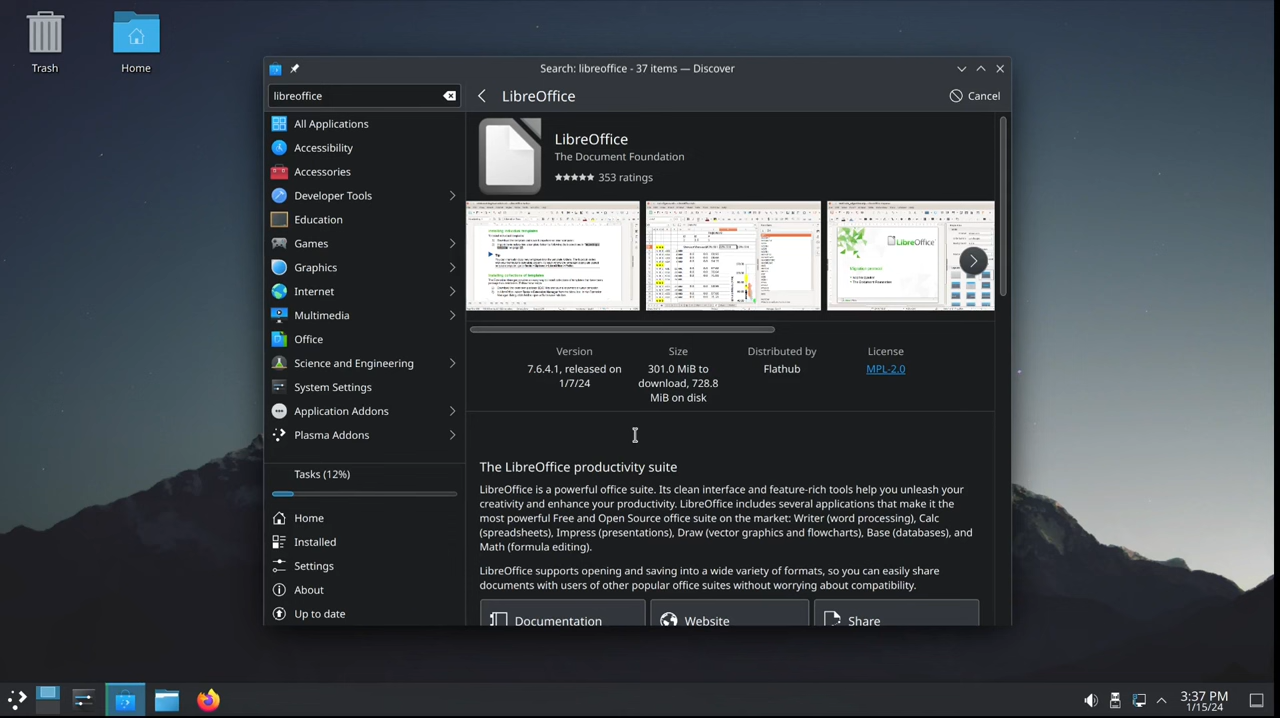 Trash
Home
Search: libreoffice - 37 items — Discover
libreoffice
LibreOffice
Cancel
All Applications
Accessibility
Accessories
Developer Tools
Education
Games
Graphics
Internet
Multimedia
Office
Science and Engineering
System Settings
Application Addons
Plasma Addons
Tasks (12%)
Home
Installed
Settings
About
Up to date
LibreOffice
The Document Foundation
353 ratings
LibreOffice
Version
7.6.4.1, released on
1/7/24
Size
301.0 MiB to
download, 728.8
MiB on disk
Distributed by
Flathub
License
MPL-2.0
The LibreOffice productivity suite
LibreOffice is a powerful office suite. Its clean interface and feature-rich tools help you unleash your
creativity and enhance your productivity. LibreOffice includes several applications that make it the
most powerful Free and Open Source office suite on the market: Writer (word processing), Calc
(spreadsheets), Impress (presentations), Draw (vector graphics and flowcharts), Base (databases), and
Math (formula editing).
LibreOffice supports opening and saving into a wide variety of formats, so you can easily share
documents with users of other popular office suites without worrying about compatibility.
Documentation
Website
Share
3:37 PM
1/15/24